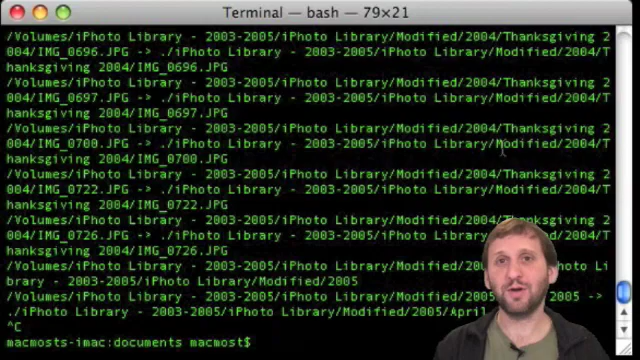 Terminal — bash — 79×21
/Volumes/iPhoto Library - 2003-2005/iPhoto Library/Modified/2004/Thanksgiving 2
004/IMG_0696.JPG -> ./iPhoto Library - 2003-2005/iPhoto Library/Modified/2004/T
hanksgiving 2004/IMG_0696.JPG
/Volumes/iPhoto Library - 2003-2005/iPhoto Library/Modified/2004/Thanksgiving 2
004/IMG_0697.JPG -> ./iPhoto Library - 2003-2005/iPhoto Library/Modified/2004/T
hanksgiving 2004/IMG_0697.JPG
/Volumes/iPhoto Library - 2003-2005/iPhoto Library/Modified/2004/Thanksgiving 2
004/IMG_0700.JPG -> ./iPhoto Library - 2003-2005/iPhoto Library/Modified/2004/T
hanksgiving 2004/IMG_0700.JPG
/Volumes/iPhoto Library - 2003-2005/iPhoto Library/Modified/2004/Thanksgiving 2
004/IMG_0722.JPG -> ./iPhoto Library - 2003-2005/iPhoto Library/Modified/2004/T
hanksgiving 2004/IMG_0722.JPG
/Volumes/iPhoto Library - 2003-2005/iPhoto Library/Modified/2004/Thanksgiving 2
004/IMG_0726.JPG -> ./iPhoto Library - 2003-2005/iPhoto Library/Modified/2004/T
hanksgiving 2004/IMG_0726.JPG
/Volumes/iPhoto Library - 2003-2005/iPhoto Library/Modified/2005 Photo Li
brary - 2003-2005/iPhoto Library/Modified/2005
/Volumes/iPhoto Library - 2003-2005/iPhoto Library/Modified/2005 2005 ->
./iPhoto Library - 2003-2005/iPhoto Library/Modified/2005/April
^C
macmosts-imac:documents macmost$